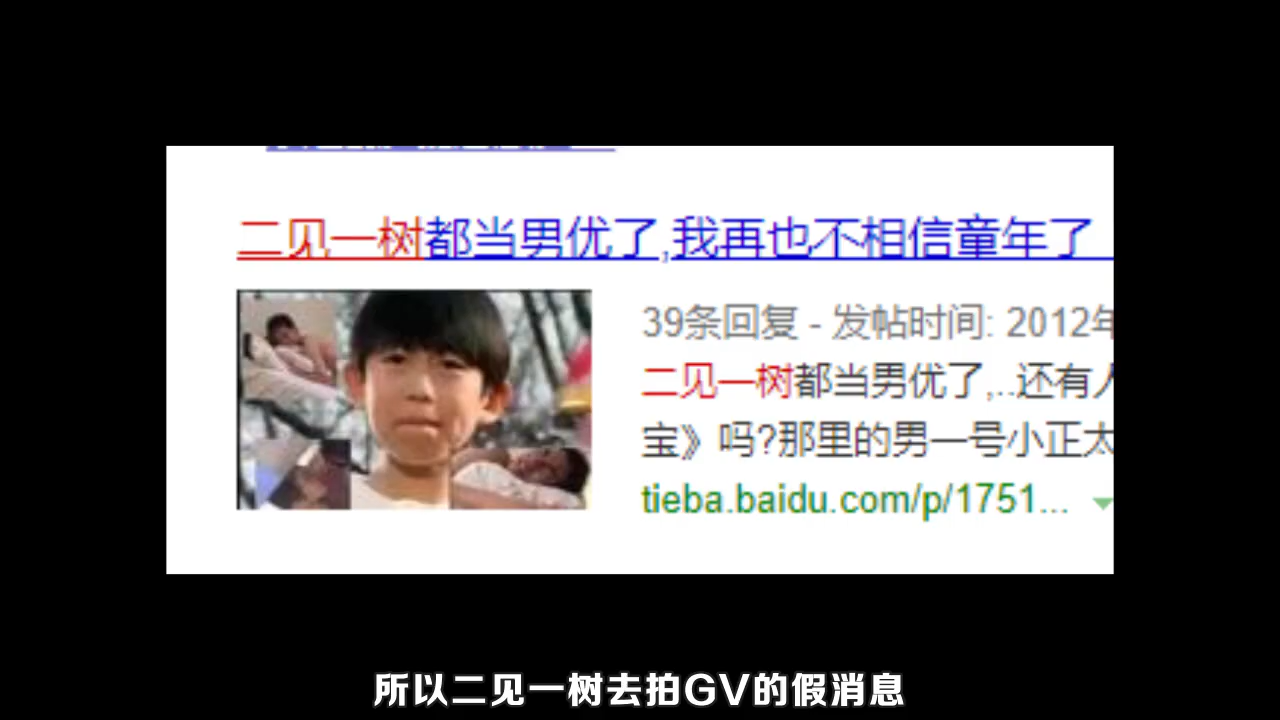 二见一树都当男优了,我再也不相信童年了
39条回复 - 发帖时间: 2012年
二见一树都当男优了,..还有人
宝》吗?那里的男一号小正太
tieba.baidu.com/p/1751...
所以二见一树去拍GV的假消息